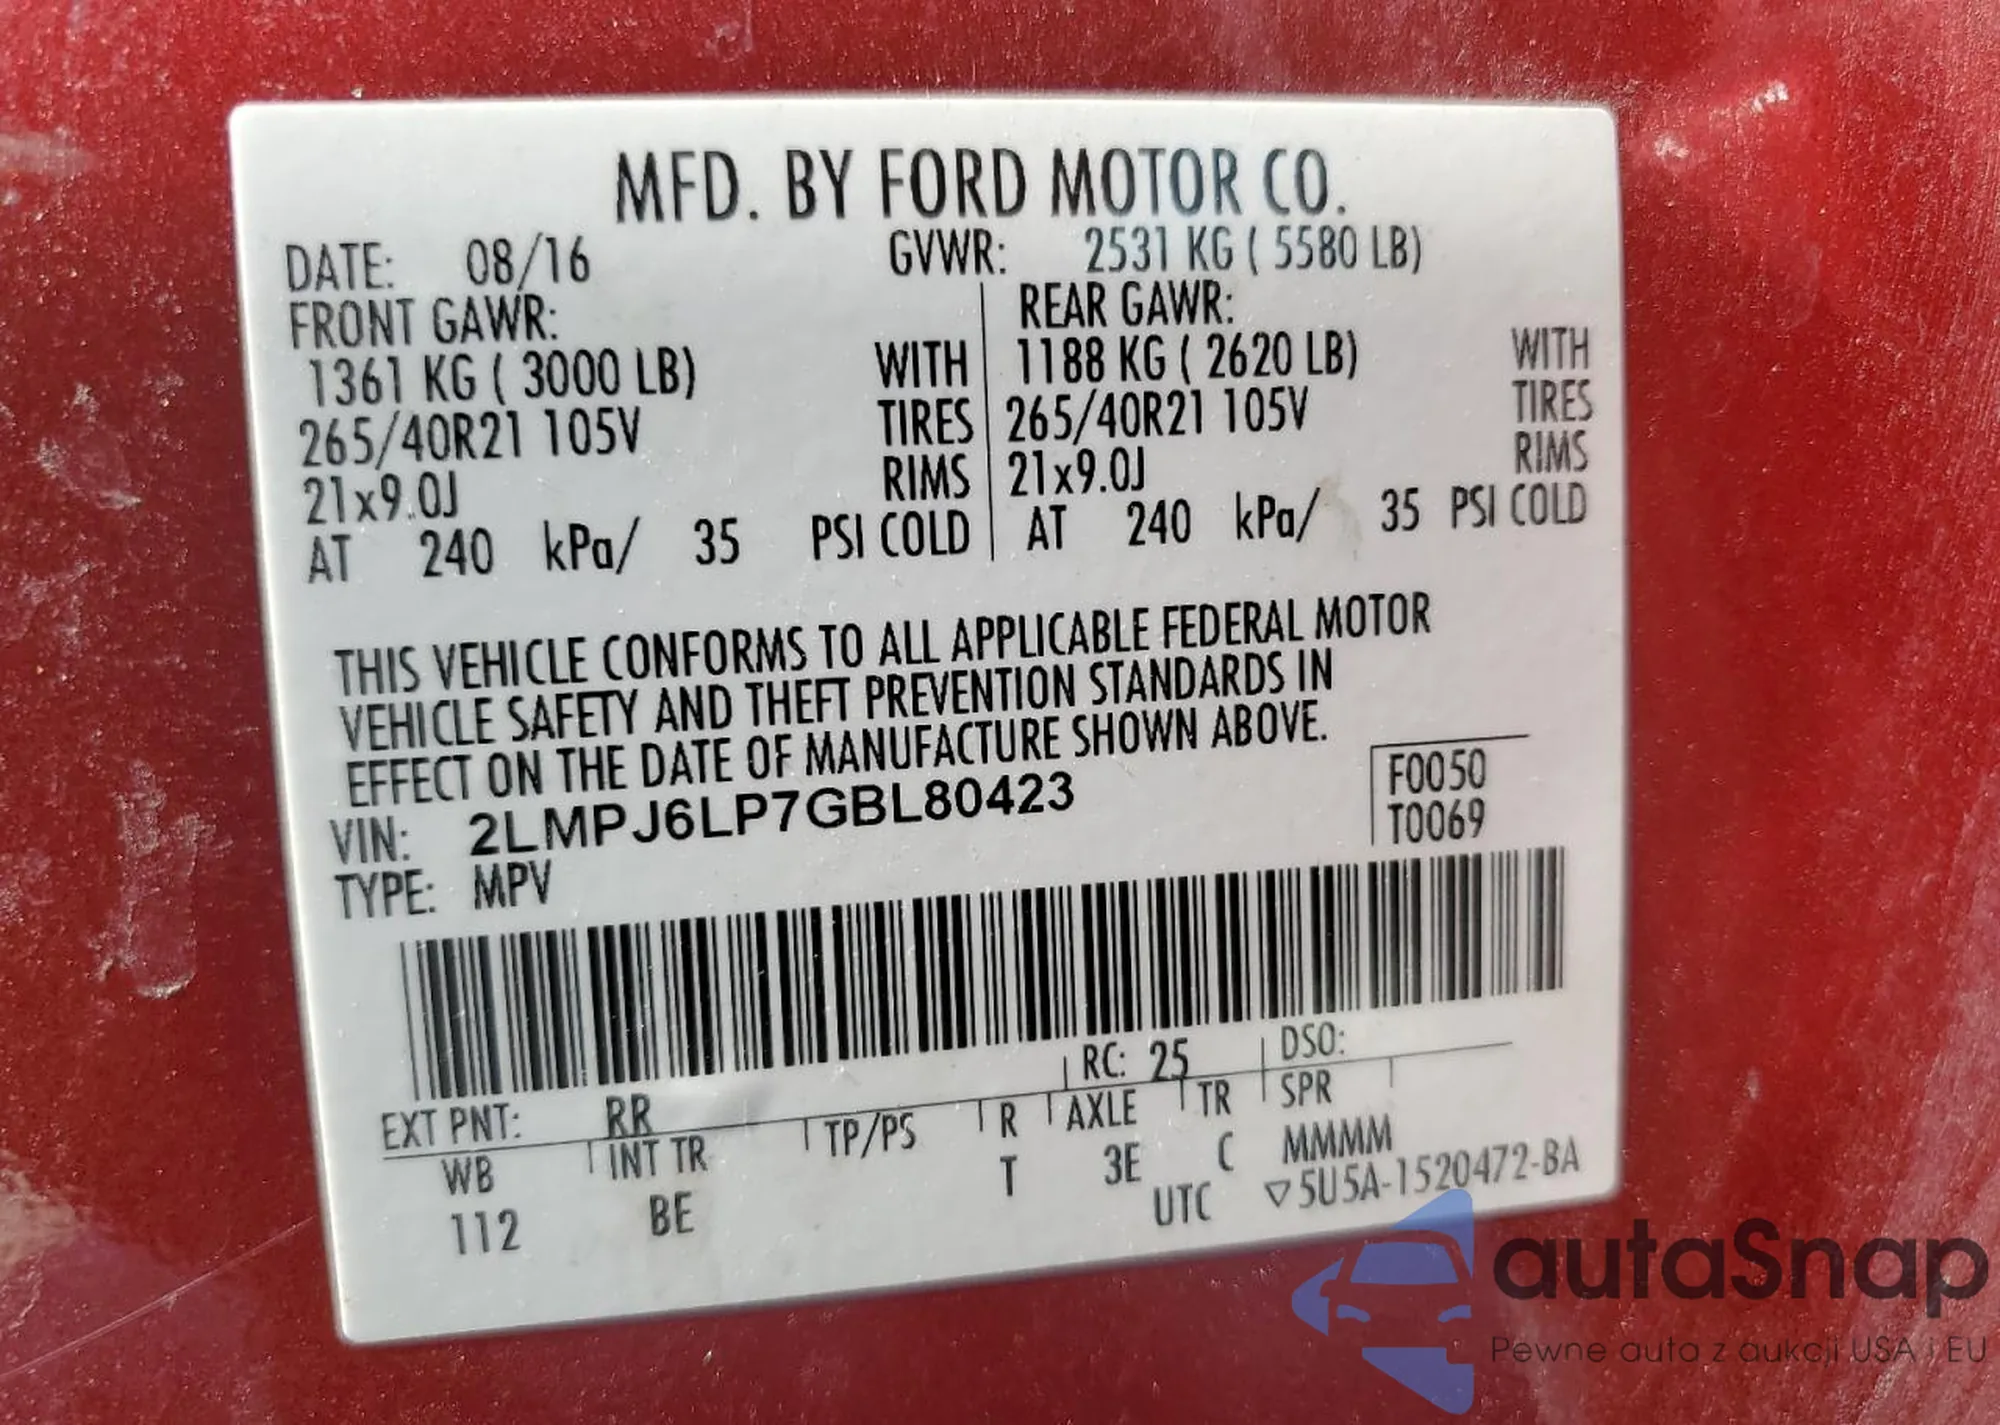 MFD. BY FORD MOTOR CO.
DATE: 08/16 GVWR: 2531 KG ( 5580 LB)
FRONT GAWR: REAR GAWR:
1361 KG ( 3000 LB) WITH 1188 KG ( 2620 LB) WITH
265/40R21 105V TIRES 265/40R21 105V TIRES
21x9.0J RIMS 21x9.0J RIMS
AT 240 kPa/ 35 PSI COLD AT 240 kPa/ 35 PSI COLD
THIS VEHICLE CONFORMS TO ALL APPLICABLE FEDERAL MOTOR
VEHICLE SAFETY AND THEFT PREVENTION STANDARDS IN
EFFECT ON THE DATE OF MANUFACTURE SHOWN ABOVE.
VIN: 2LMPJ6LP7GBL80423 F0050
TYPE: MPV T0069
EXT PNT: RR RC: 25 DSO:
WB INT TR TP/PS R AXLE TR SPR
112 BE T 3E C MMMM
UTC ▽5U5A-1520472-BA
autaSnap
Pewne auta z aukcji USA i EU